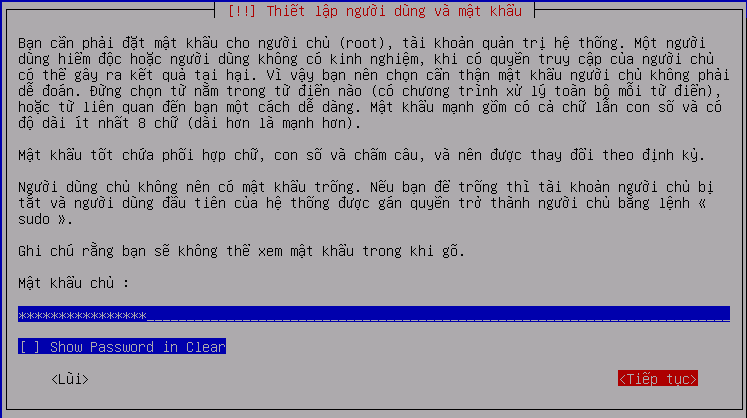 [!!] Thiết lập người dùng và mật khẩu
Bạn cần phải đặt mật khẩu cho người chủ (root), tài khoản quản trị hệ thống. Một người
dùng hiểm độc hoặc người dùng không có kinh nghiệm, khi có quyền truy cập của người chủ
có thể gây ra kết quả tai hại. Vì vậy bạn nên chọn cẩn thận mật khẩu người chủ không phải
dễ đoán. Đừng chọn từ nằm trong từ điển nào (có chương trình xử lý toàn bộ mỗi từ điển),
hoặc từ liên quan đến bạn một cách dễ dàng. Mật khẩu mạnh gồm có cả chữ lẫn con số và có
độ dài ít nhất 8 chữ (dài hơn là mạnh hơn).
Mật khẩu tốt chứa phối hợp chữ, con số và chấm câu, và nên được thay đổi theo định kỳ.
Người dùng chủ không nên có mật khẩu trống. Nếu bạn để trống thì tài khoản người chủ bị
tắt và người dùng đầu tiên của hệ thống được gán quyền trở thành người chủ bằng lệnh «
sudo ».
Ghi chú rằng bạn sẽ không thể xem mật khẩu trong khi gõ.
Mật khẩu chủ :
****************
[ ] Show Password in Clear
<Lùi>
<Tiếp tục>